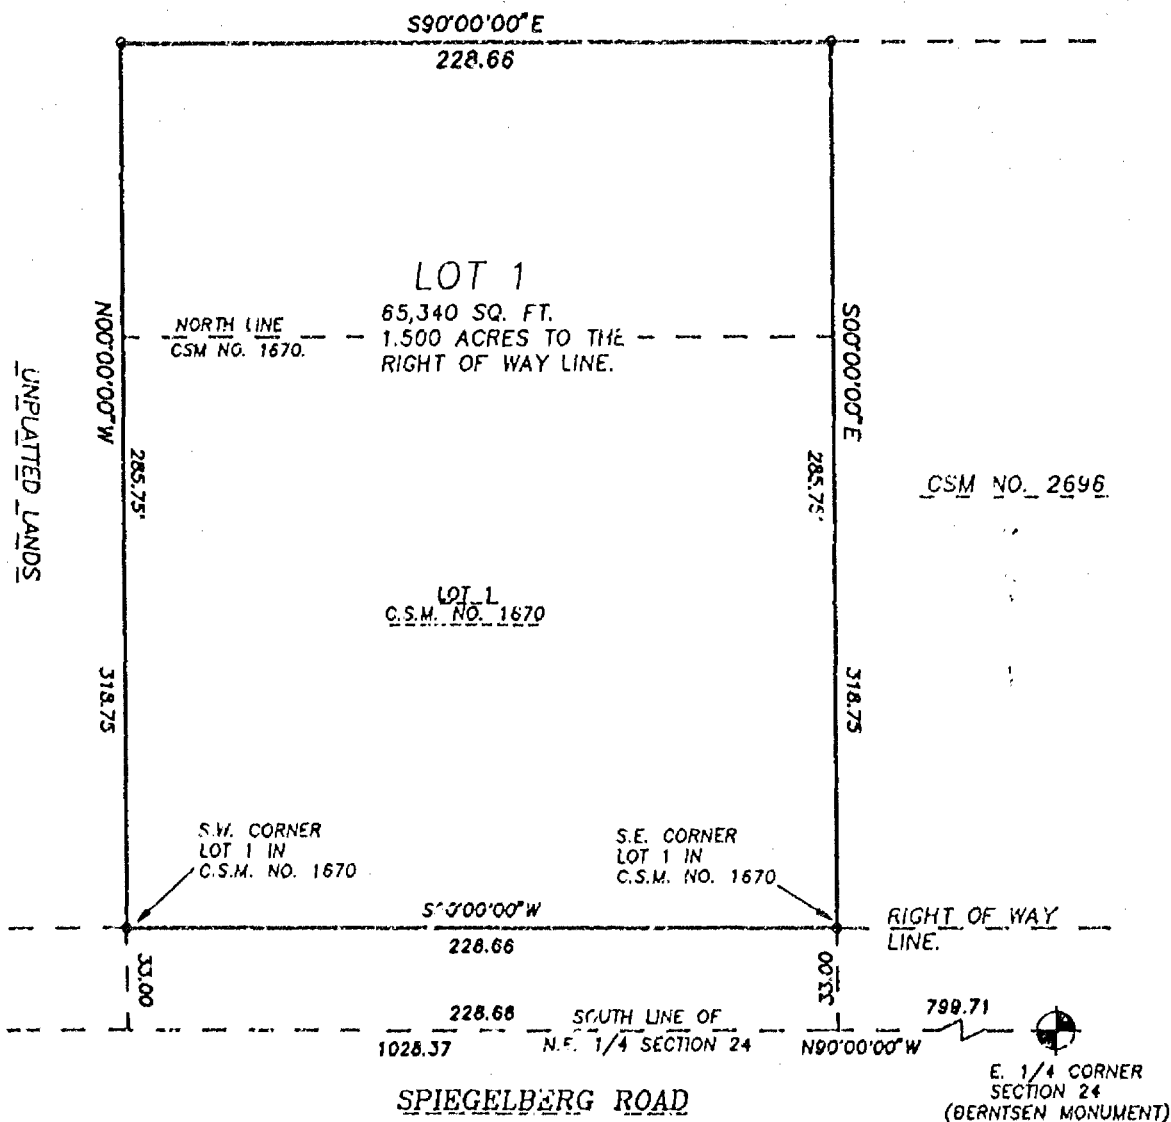 S90°00'00"E
228.66
LOT 1
65,340 SQ. FT.
1.500 ACRES TO THE
RIGHT OF WAY LINE.
NORTH LINE
CSM NO. 1670.
N00°00'00"W
S00°00'00"E
UNPLATTED LANDS
285.75'
285.75'
CSM NO. 2696
LOT 1
C.S.M. NO. 1670
318.75
318.75
S.W. CORNER
LOT 1 IN
C.S.M. NO. 1670
S.E. CORNER
LOT 1 IN
C.S.M. NO. 1670
00'00"W
228.66
RIGHT OF WAY
LINE.
33.00
33.00
228.66
SOUTH LINE OF
N.E. 1/4 SECTION 24
1028.37
N90°00'00"W
799.71
E. 1/4 CORNER
SECTION 24
(BERNTSEN MONUMENT)
SPIEGELBERG ROAD